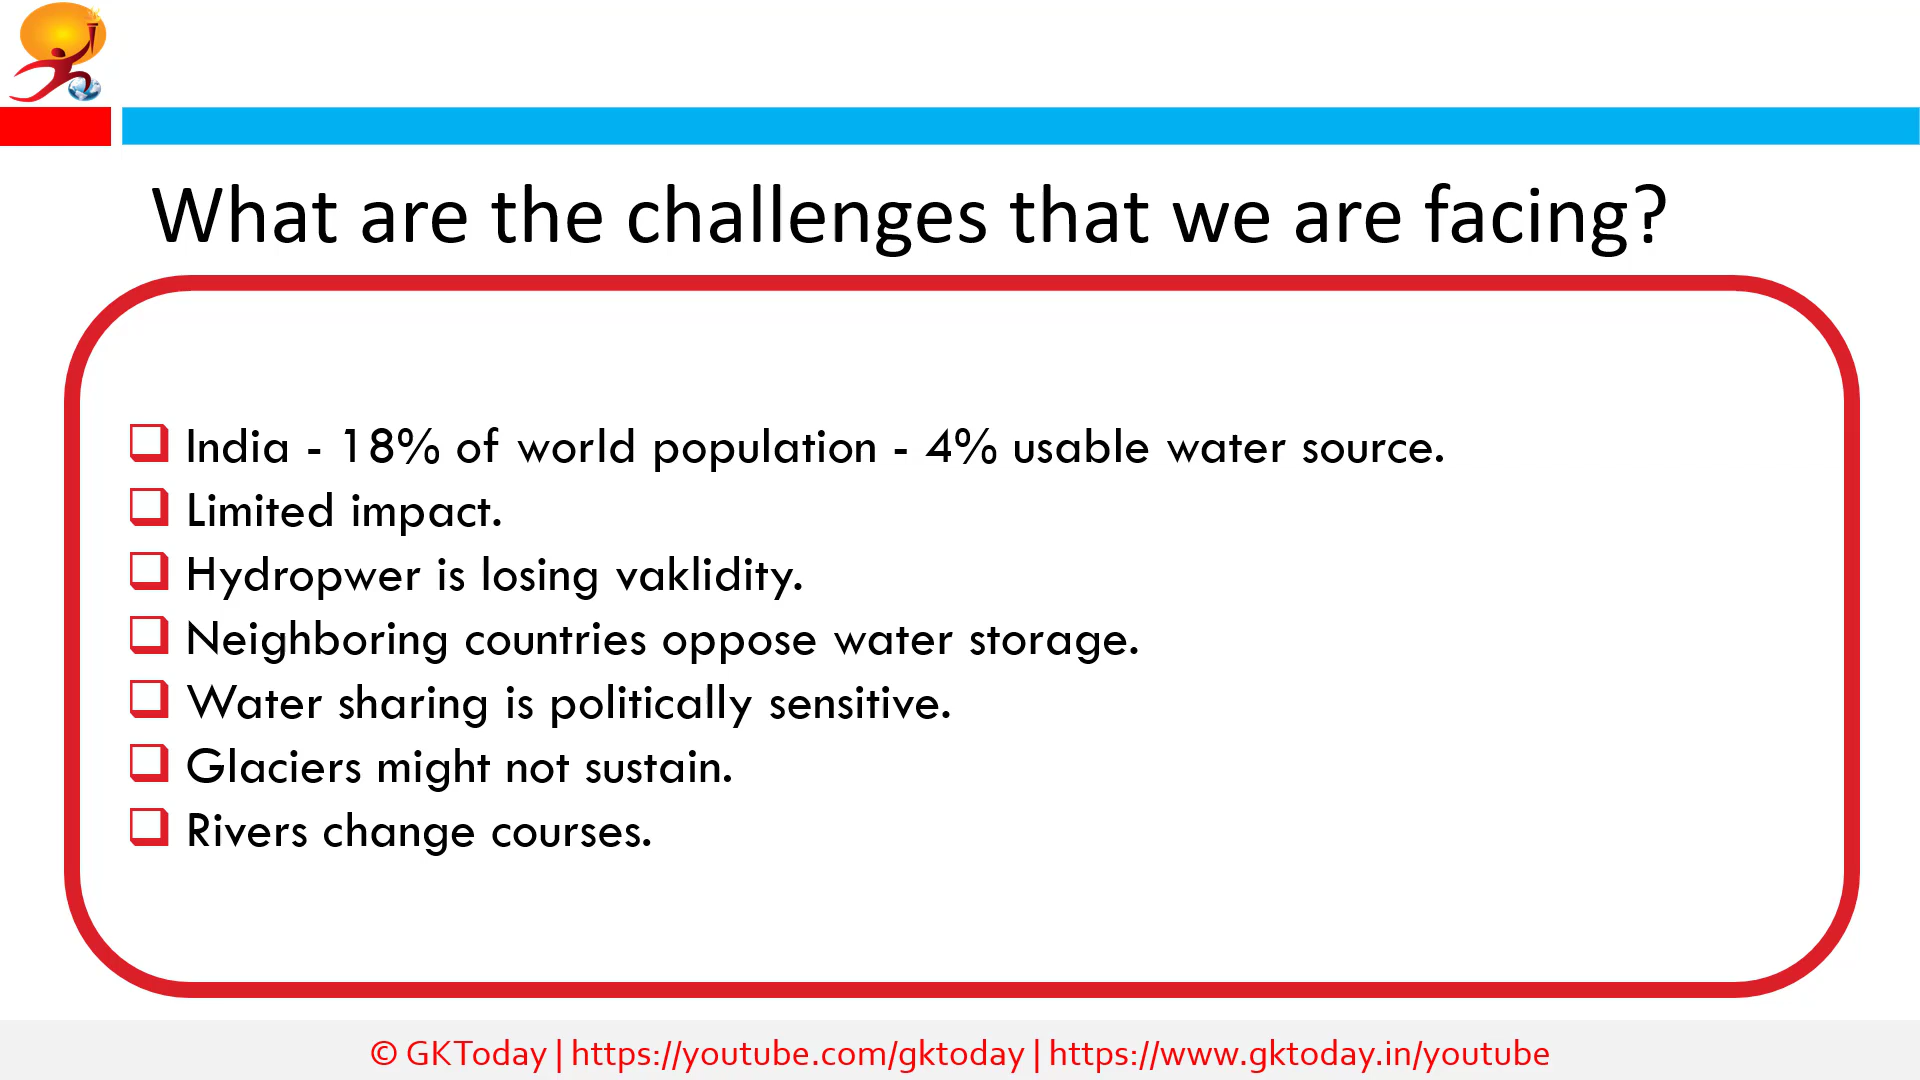 What are the challenges that we are facing?
India - 18% of world population - 4% usable water source.
Limited impact.
Hydropwer is losing vaklidity.
Neighboring countries oppose water storage.
Water sharing is politically sensitive.
Glaciers might not sustain.
Rivers change courses.
© GKToday | https://youtube.com/gktoday | https://www.gktoday.in/youtube